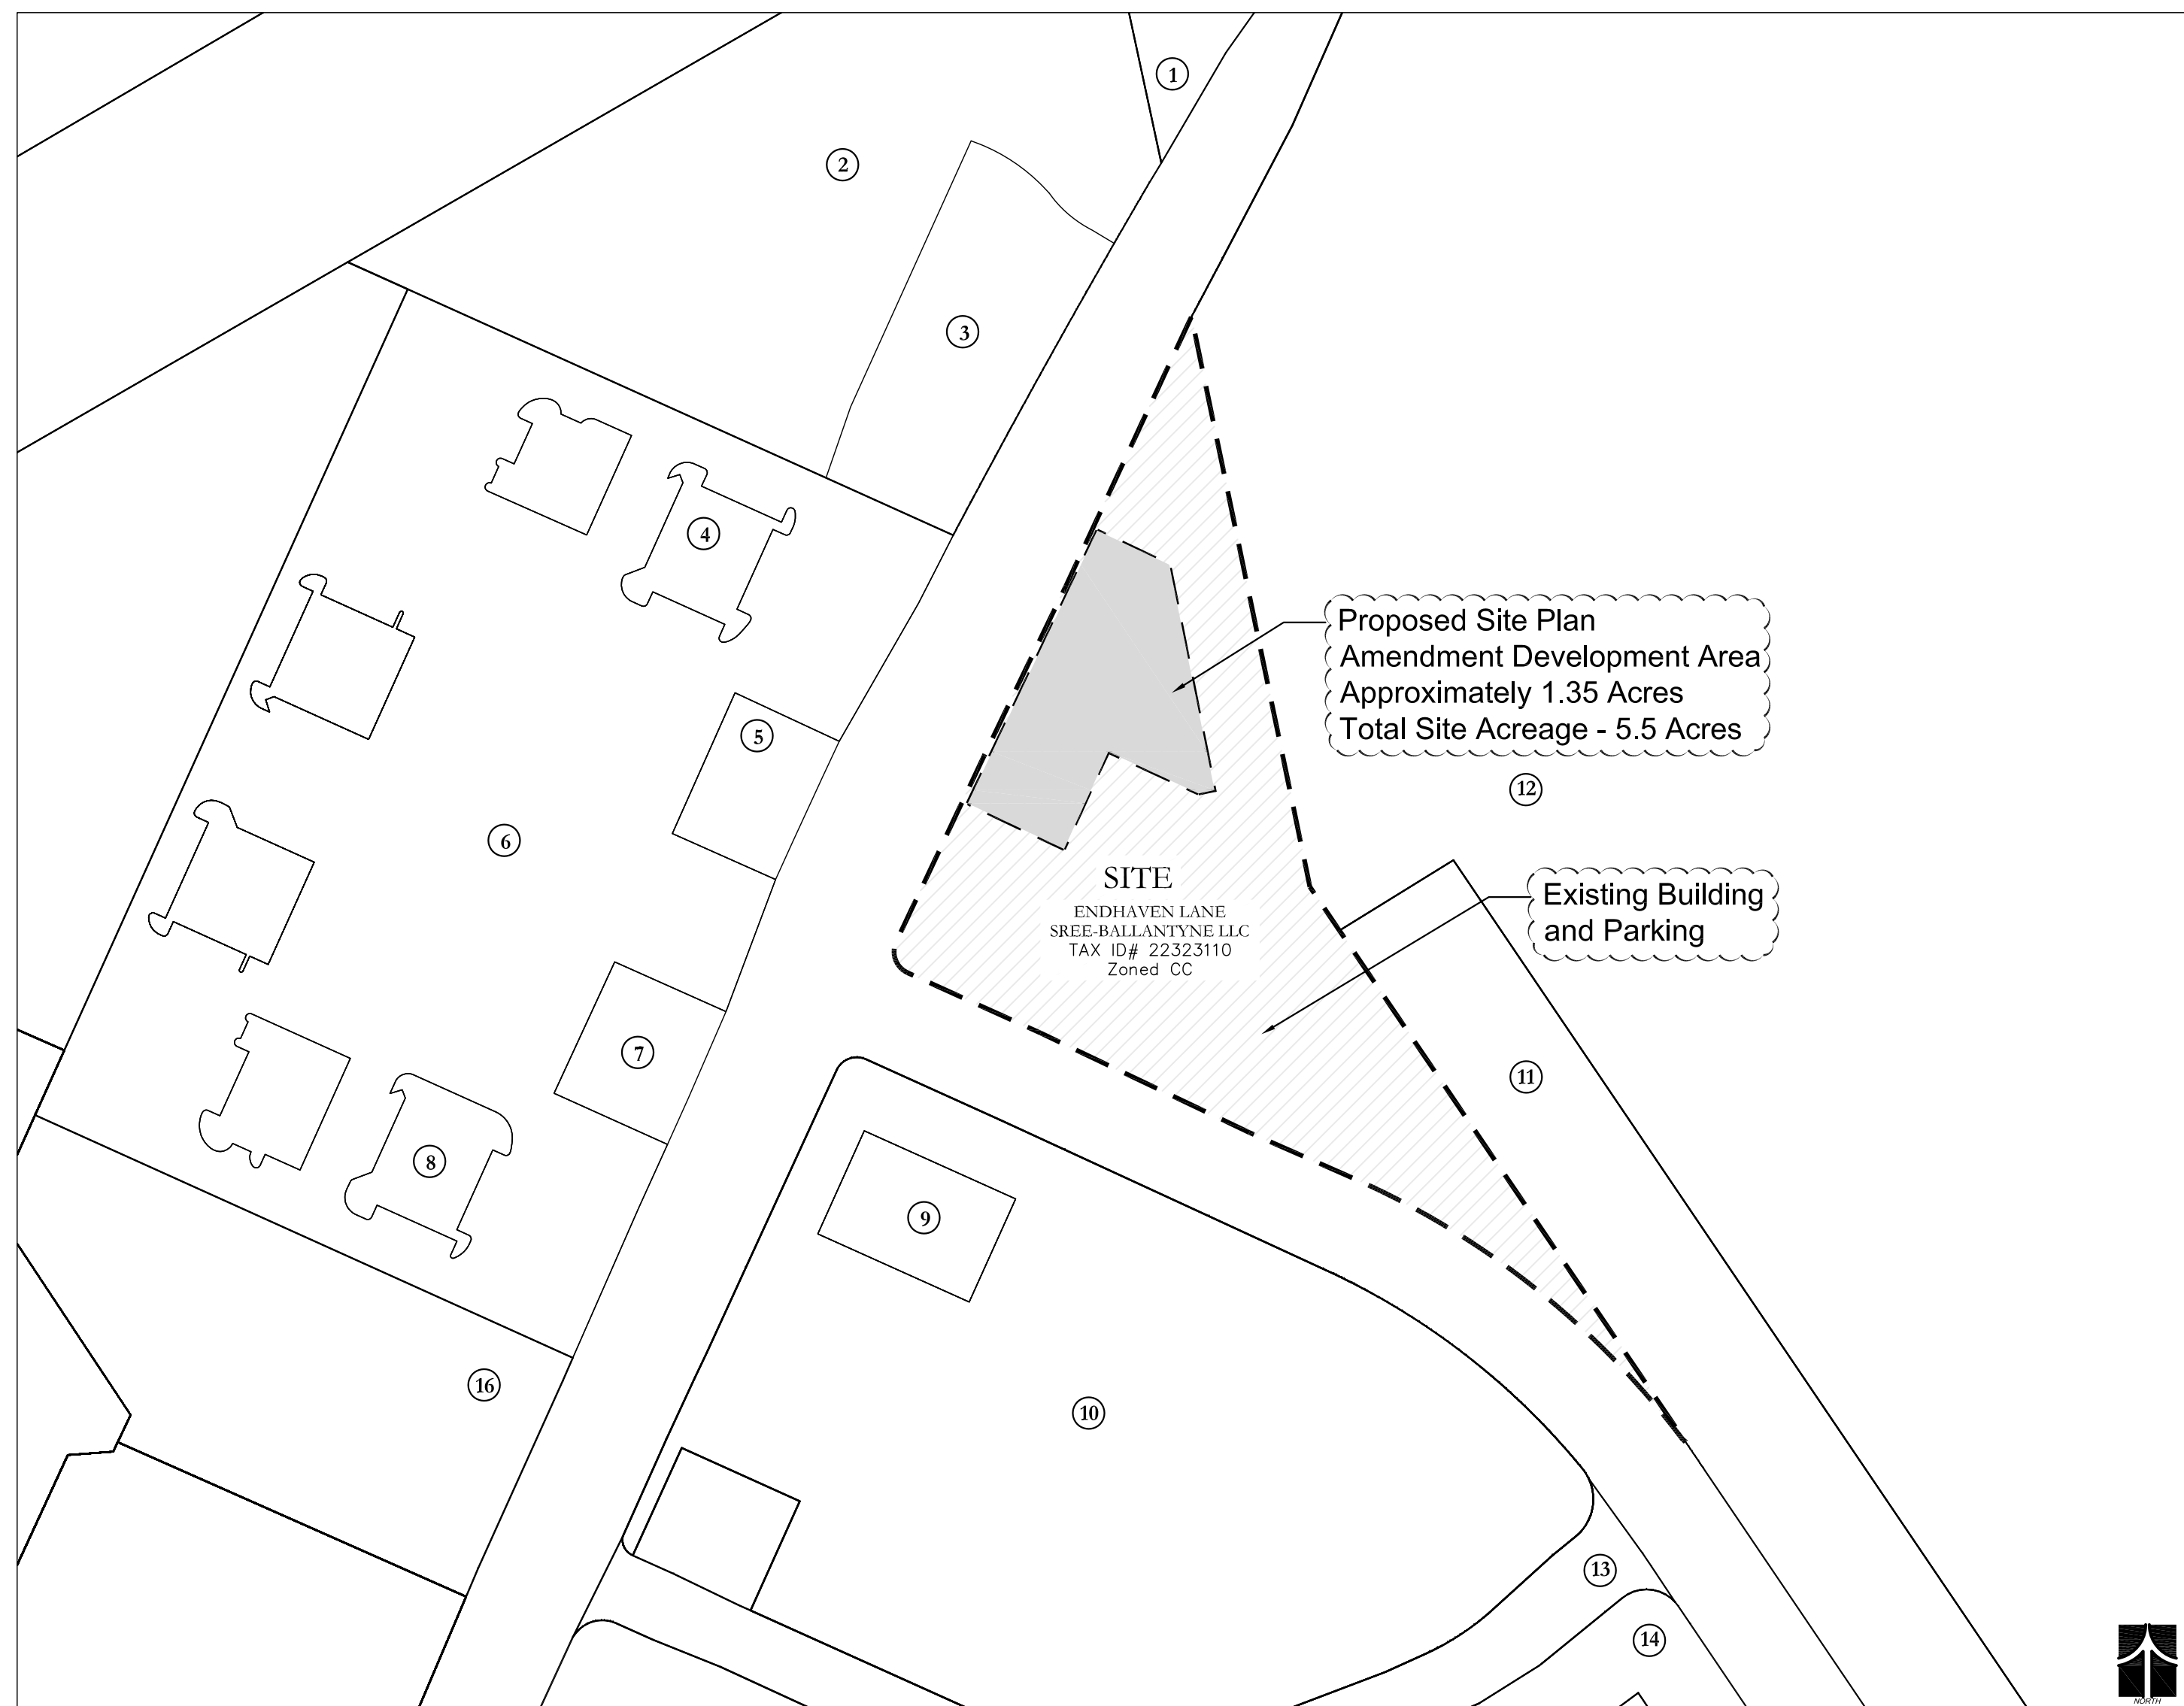 1
2
3
4
Proposed Site Plan
Amendment Development Area
Approximately 1.35 Acres
Total Site Acreage - 5.5 Acres
5
12
6
SITE
ENDHAVEN LANE
SREE-BALLANTYNE LLC
TAX ID# 22323110
Zoned CC
Existing Building
and Parking
7
11
8
9
16
10
13
14
NORTH